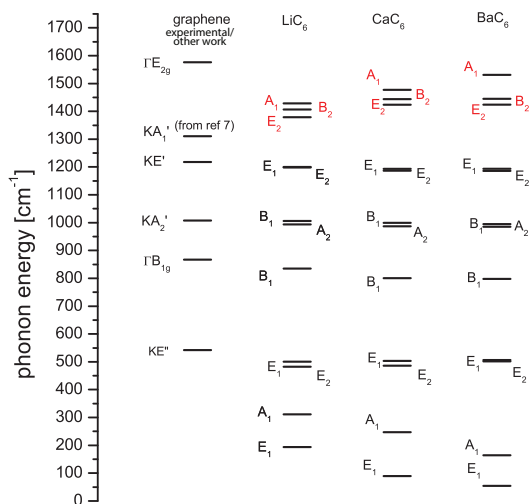 graphene
experimental/
other work
LiC₆
CaC₆
BaC₆
phonon energy [cm⁻¹]
1700
1600
1500
1400
1300
1200
1100
1000
900
800
700
600
500
400
300
200
100
0
ΓE₂g
KA₁'
(from ref 7)
KE'
KA₂'
ΓB₁g
KE"
A₁
B₂
E₂
E₁
E₂
B₁
A₂
B₁
E₁
E₂
A₁
E₁
A₁
B₂
E₂
E₁
E₂
B₁
A₂
B₁
E₁
E₂
A₁
E₁
A₁
B₂
E₂
E₁
E₂
B₁
A₂
B₁
E₁
E₂
A₁
E₁